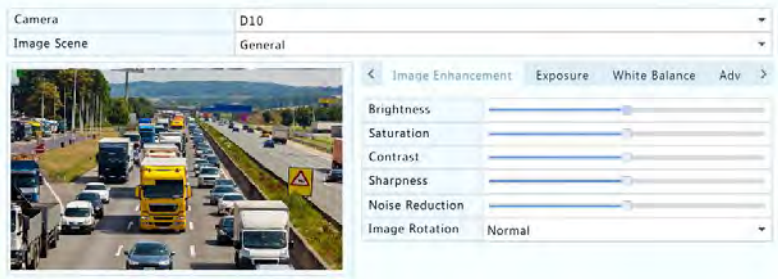 Camera D10
Image Scene General
< Image Enhancement Exposure White Balance Adv >
Brightness
Saturation
Contrast
Sharpness
Noise Reduction
Image Rotation Normal